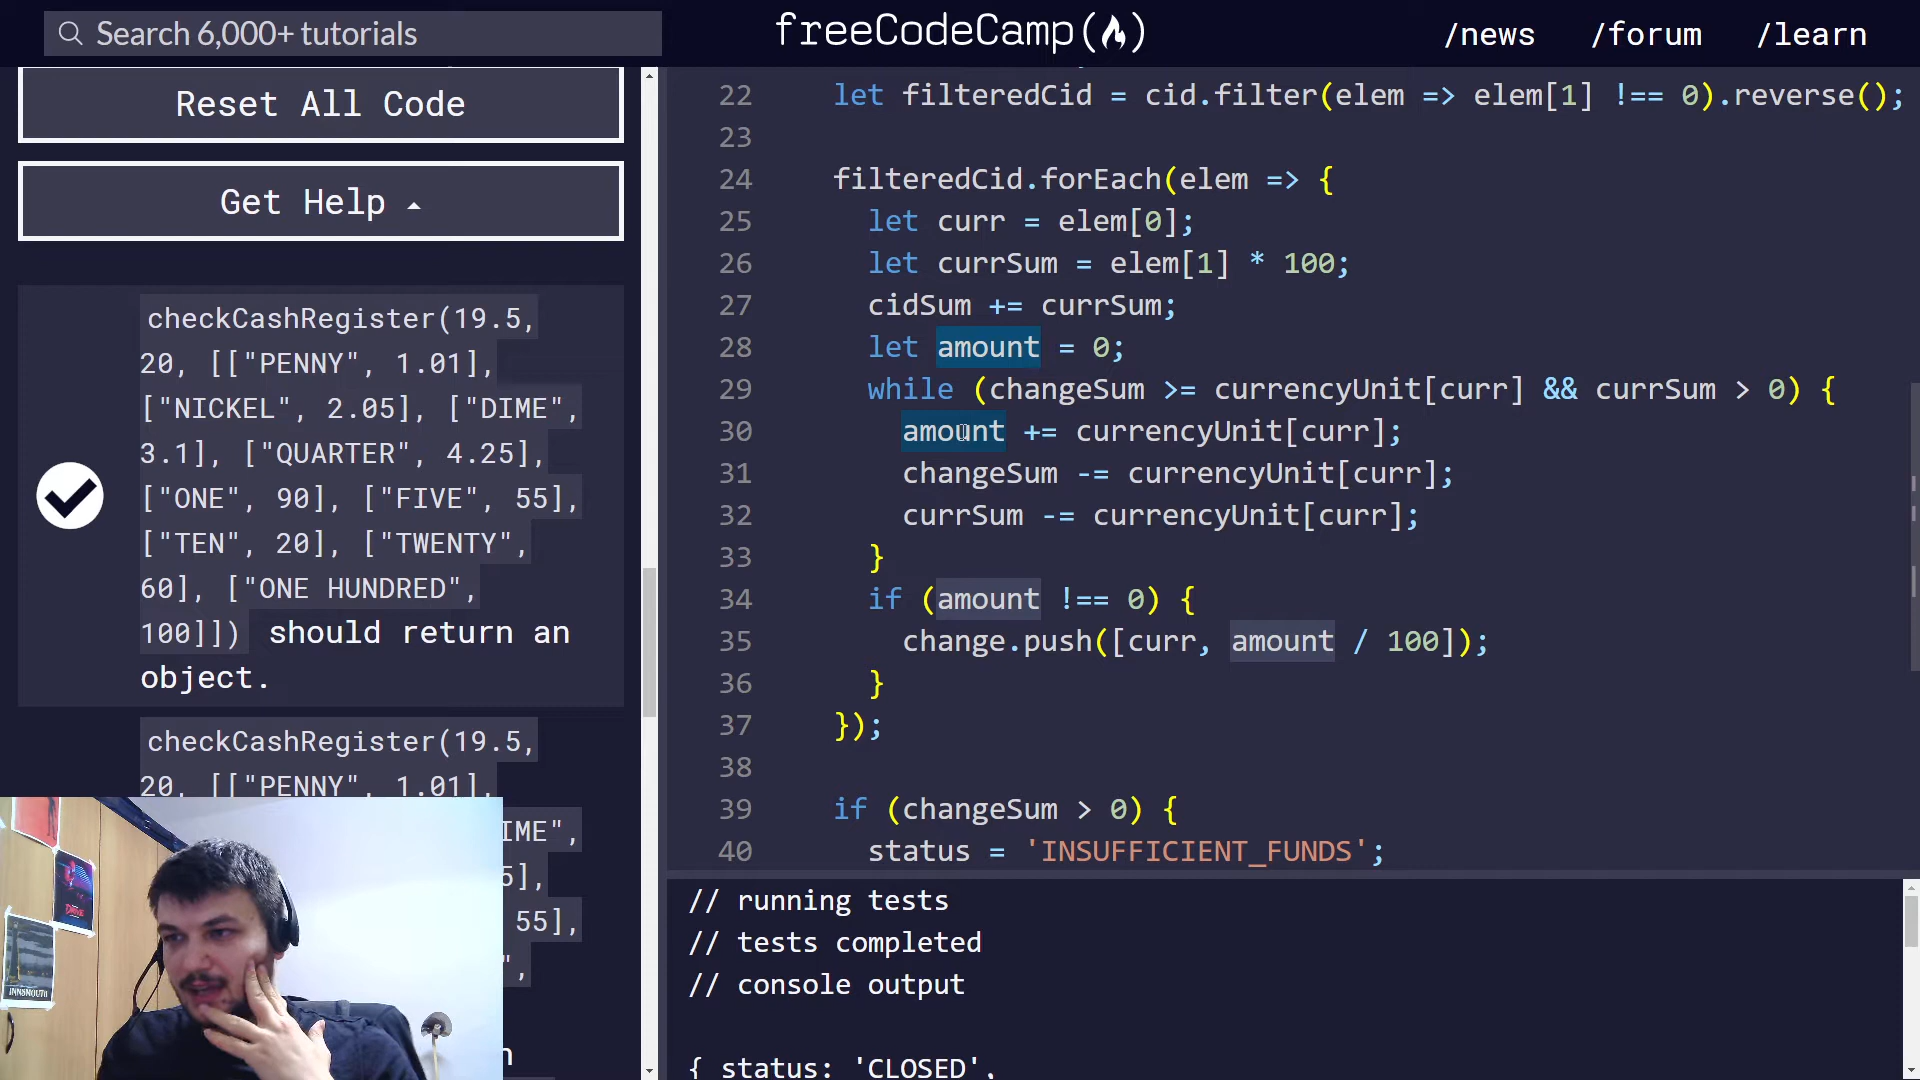 Search 6,000+ tutorials
freeCodeCamp
/news
/forum
/learn
Reset All Code
Get Help
checkCashRegister(19.5,
20, [["PENNY", 1.01],
["NICKEL", 2.05], ["DIME",
3.1], ["QUARTER", 4.25],
["ONE", 90], ["FIVE", 55],
["TEN", 20], ["TWENTY",
60], ["ONE HUNDRED",
100]]) should return an
object.
checkCashRegister(19.5,
20, [["PENNY", 1.01],
IME",
5],
55],
",
22 let filteredCid = cid.filter(elem => elem[1] !== 0).reverse();
23
24 filteredCid.forEach(elem => {
25 let curr = elem[0];
26 let currSum = elem[1] * 100;
27 cidSum += currSum;
28 let amount = 0;
29 while (changeSum >= currencyUnit[curr] && currSum > 0) {
30 amount += currencyUnit[curr];
31 changeSum -= currencyUnit[curr];
32 currSum -= currencyUnit[curr];
33 }
34 if (amount !== 0) {
35 change.push([curr, amount / 100]);
36 }
37 });
38
39 if (changeSum > 0) {
40 status = 'INSUFFICIENT_FUNDS';
// running tests
// tests completed
// console output
{ status: 'CLOSED',
INNSMOUTH